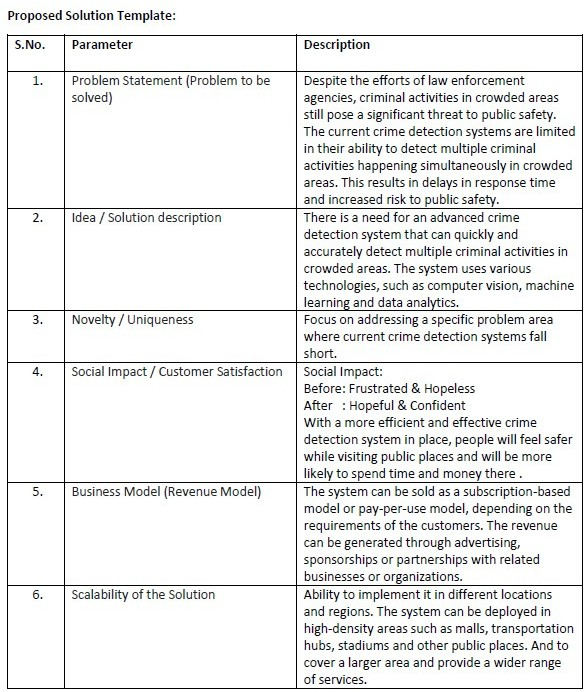 Proposed Solution Template:
S.No.
Parameter
Description
1.
Problem Statement (Problem to be
solved)
Despite the efforts of law enforcement
agencies, criminal activities in crowded areas
still pose a significant threat to public safety.
The current crime detection systems are limited
in their ability to detect multiple criminal
activities happening simultaneously in crowded
areas. This results in delays in response time
and increased risk to public safety.
2.
Idea / Solution description
There is a need for an advanced crime
detection system that can quickly and
accurately detect multiple criminal activities in
crowded areas. The system uses various
technologies, such as computer vision, machine
learning and data analytics.
3.
Novelty / Uniqueness
Focus on addressing a specific problem area
where current crime detection systems fall
short.
4.
Social Impact / Customer Satisfaction
Social Impact:
Before: Frustrated & Hopeless
After : Hopeful & Confident
With a more efficient and effective crime
detection system in place, people will feel safer
while visiting public places and will be more
likely to spend time and money there .
5.
Business Model (Revenue Model)
The system can be sold as a subscription-based
model or pay-per-use model, depending on the
requirements of the customers. The revenue
can be generated through advertising,
sponsorships or partnerships with related
businesses or organizations.
6.
Scalability of the Solution
Ability to implement it in different locations
and regions. The system can be deployed in
high-density areas such as malls, transportation
hubs, stadiums and other public places. And to
cover a larger area and provide a wider range
of services.